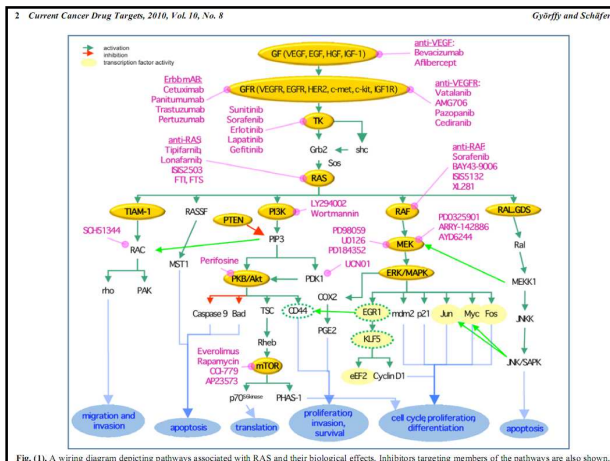 2 Current Cancer Drug Targets, 2010, Vol. 10, No. 8
Györffy and Schäfer
activation
inhibition
transcription factor activity
GF (VEGF, EGF, HGF, IGF-1)
anti-VEGF:
Bevacizumab
Aflibercept
ErbbmAB:
Cetuximab
Panitumumab
Trastuzumab
Pertuzumab
GFR (VEGFR, EGFR, HER2, c-met, c-kit, IGF1R)
anti-VEGFR:
Vatalanib
AMG706
Pazopanib
Cediranib
Sunitinib
Sorafenib
Erlotinib
Lapatinib
Gefitinib
TK
Grb2
shc
Sos
anti-RAS:
Tipifarnib,
Lonafarnib,
ISIS2503
FTI, FTS
RAS
anti-RAF:
Sorafenib
BAY43-9006
ISIS5132
XL281
TIAM-1
RASSF
PI3K
LY294002
Wortmannin
RAF
RAL.GDS
PTEN
SCH51344
RAC
PIP3
PD98059
U0126
PD184352
MEK
PD0325901
ARRY-142886
AYD6244
Ral
rho
PAK
MST1
Perifosine
PKB/Akt
PDK1
UCN01
ERK/MAPK
MEKK1
COX2
Caspase 9
Bad
TSC
CD44
EGR1
mdm2
p21
Jun
Myc
Fos
JNKK
PGE2
KLF5
Rheb
Everolimus
Rapamycin
CCI-779
AP23573
mTOR
eEF2
Cyclin D1
JNK/SAPK
p70S6kinase
PHAS-1
migration and
invasion
apoptosis
translation
proliferation,
invasion,
survival
cell cycle, proliferation,
differentiation
apoptosis
Fig. (1). A wiring diagram depicting pathways associated with RAS and their biological effects. Inhibitors targeting members of the pathways are also shown.